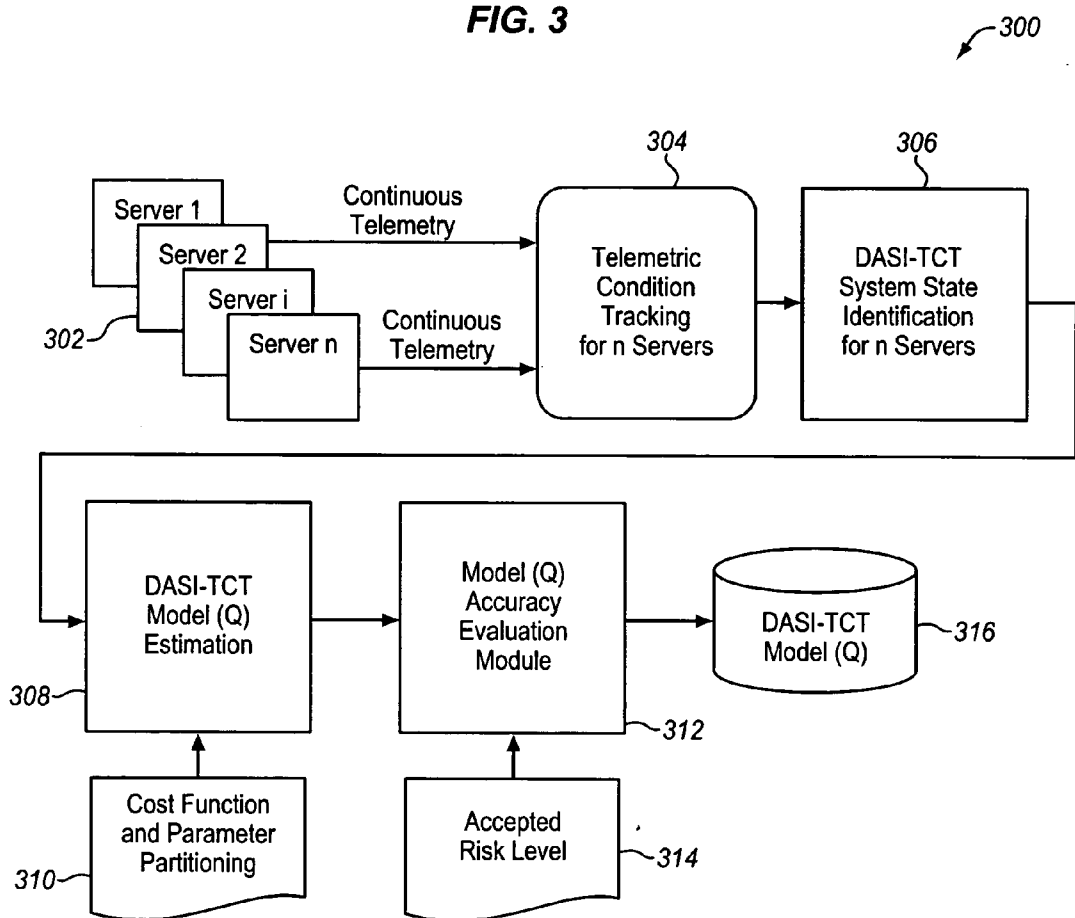 FIG. 3
300
304
306
Server 1
Server 2
Server i
Server n
302
Continuous
Telemetry
Continuous
Telemetry
Telemetric
Condition
Tracking
for n Servers
DASI-TCT
System State
Identification
for n Servers
DASI-TCT
Model (Q)
Estimation
308
Model (Q)
Accuracy
Evaluation
Module
312
DASI-TCT
Model (Q)
316
Cost Function
and Parameter
Partitioning
310
Accepted
Risk Level
314